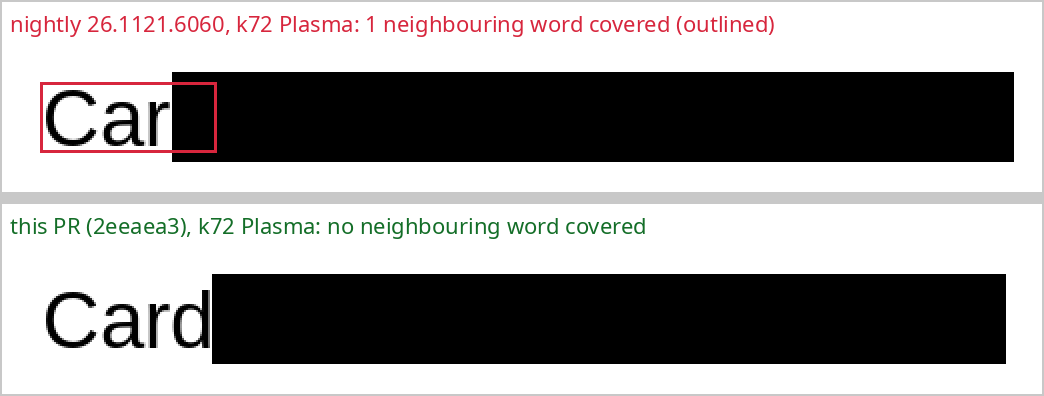 nightly 26.1121.6060, k72 Plasma: 1 neighbouring word covered (outlined)
Car
this PR (2eeaea3), k72 Plasma: no neighbouring word covered
Card